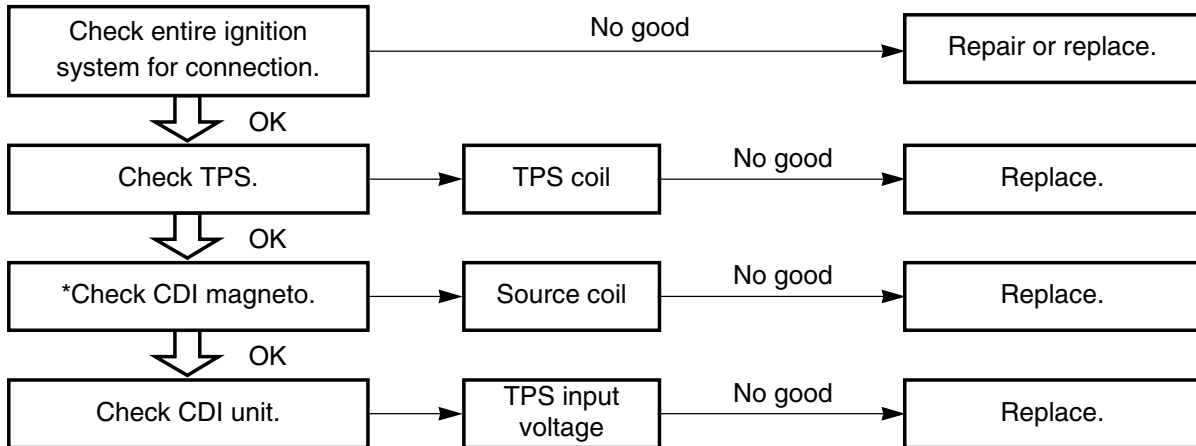 Check entire ignition
system for connection.
No good
Repair or replace.
OK
Check TPS.
TPS coil
No good
Replace.
OK
*Check CDI magneto.
Source coil
No good
Replace.
OK
Check CDI unit.
TPS input
voltage
No good
Replace.